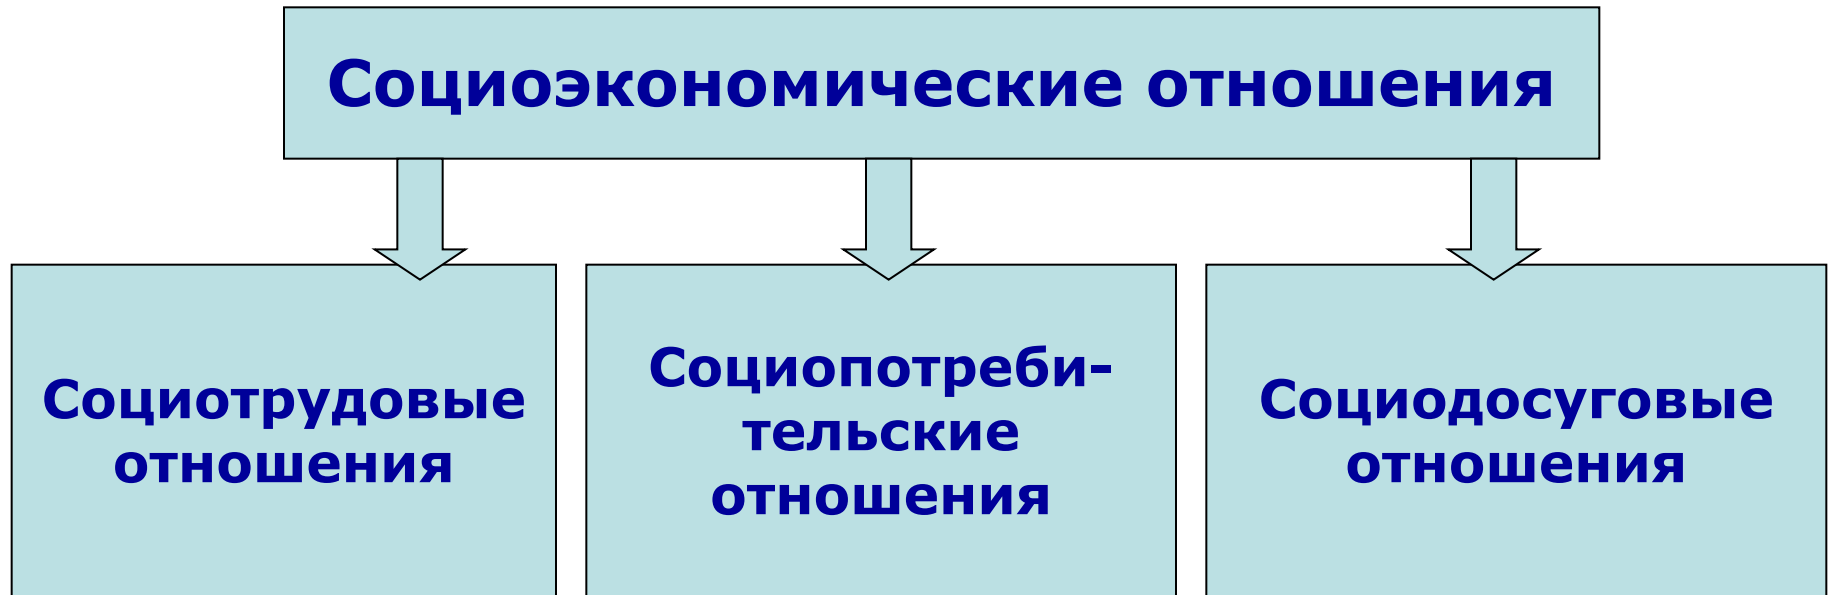 Социоэкономические отношения
Социотрудовые
отношения
Социопотреби-
тельские
отношения
Социодосуговые
отношения